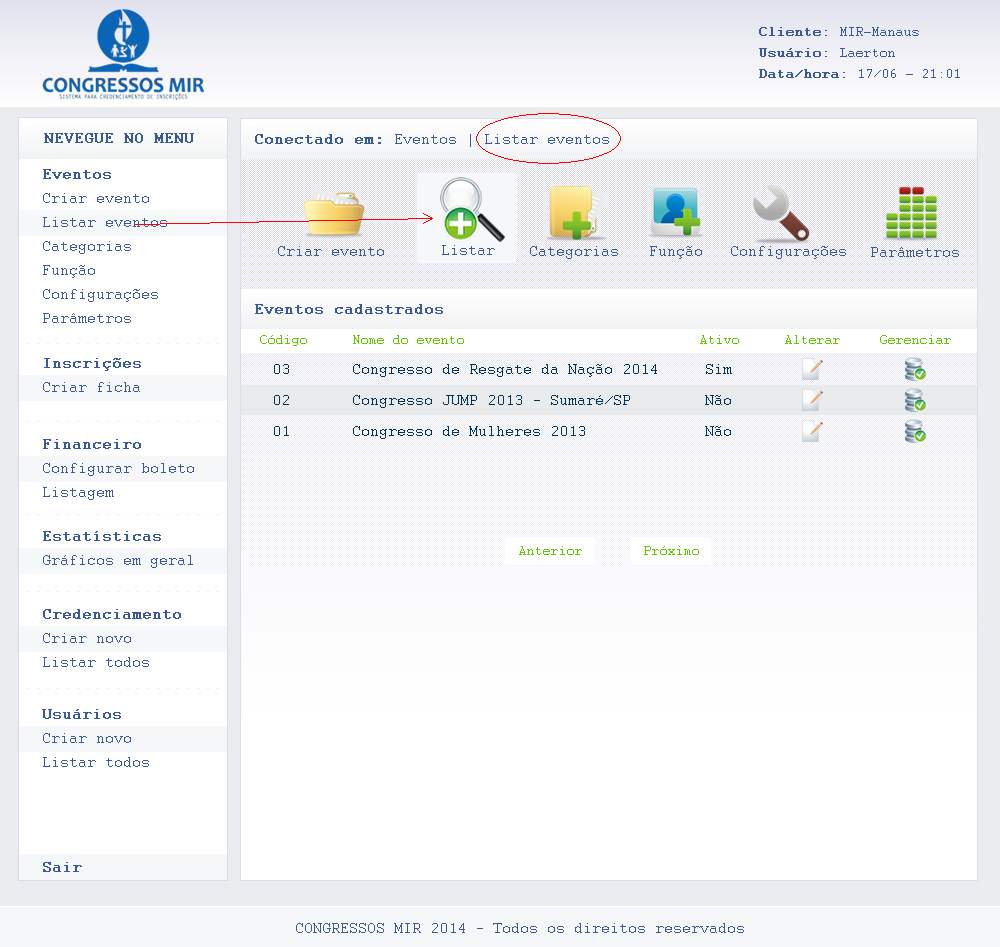 CONGRESSOS MIR
SISTEMA PARA CREDENCIAMENTO DE INSCRIÇÕES
Cliente: MIR-Manaus
Usuário: Laerton
Data/hora: 17/06 - 21:01
NEVEGUE NO MENU
Eventos
Criar evento
Listar eventos
Categorias
Função
Configurações
Parâmetros
Inscrições
Criar ficha
Financeiro
Configurar boleto
Listagem
Estatísticas
Gráficos em geral
Credenciamento
Criar novo
Listar todos
Usuários
Criar novo
Listar todos
Sair
Conectado em: Eventos | Listar eventos
Criar evento Listar Categorias Função Configurações Parâmetros
Eventos cadastrados
Código Nome do evento Ativo Alterar Gerenciar
03 Congresso de Resgate da Nação 2014 Sim
02 Congresso JUMP 2013 - Sumaré/SP Não
01 Congresso de Mulheres 2013 Não
Anterior Próximo
CONGRESSOS MIR 2014 - Todos os direitos reservados